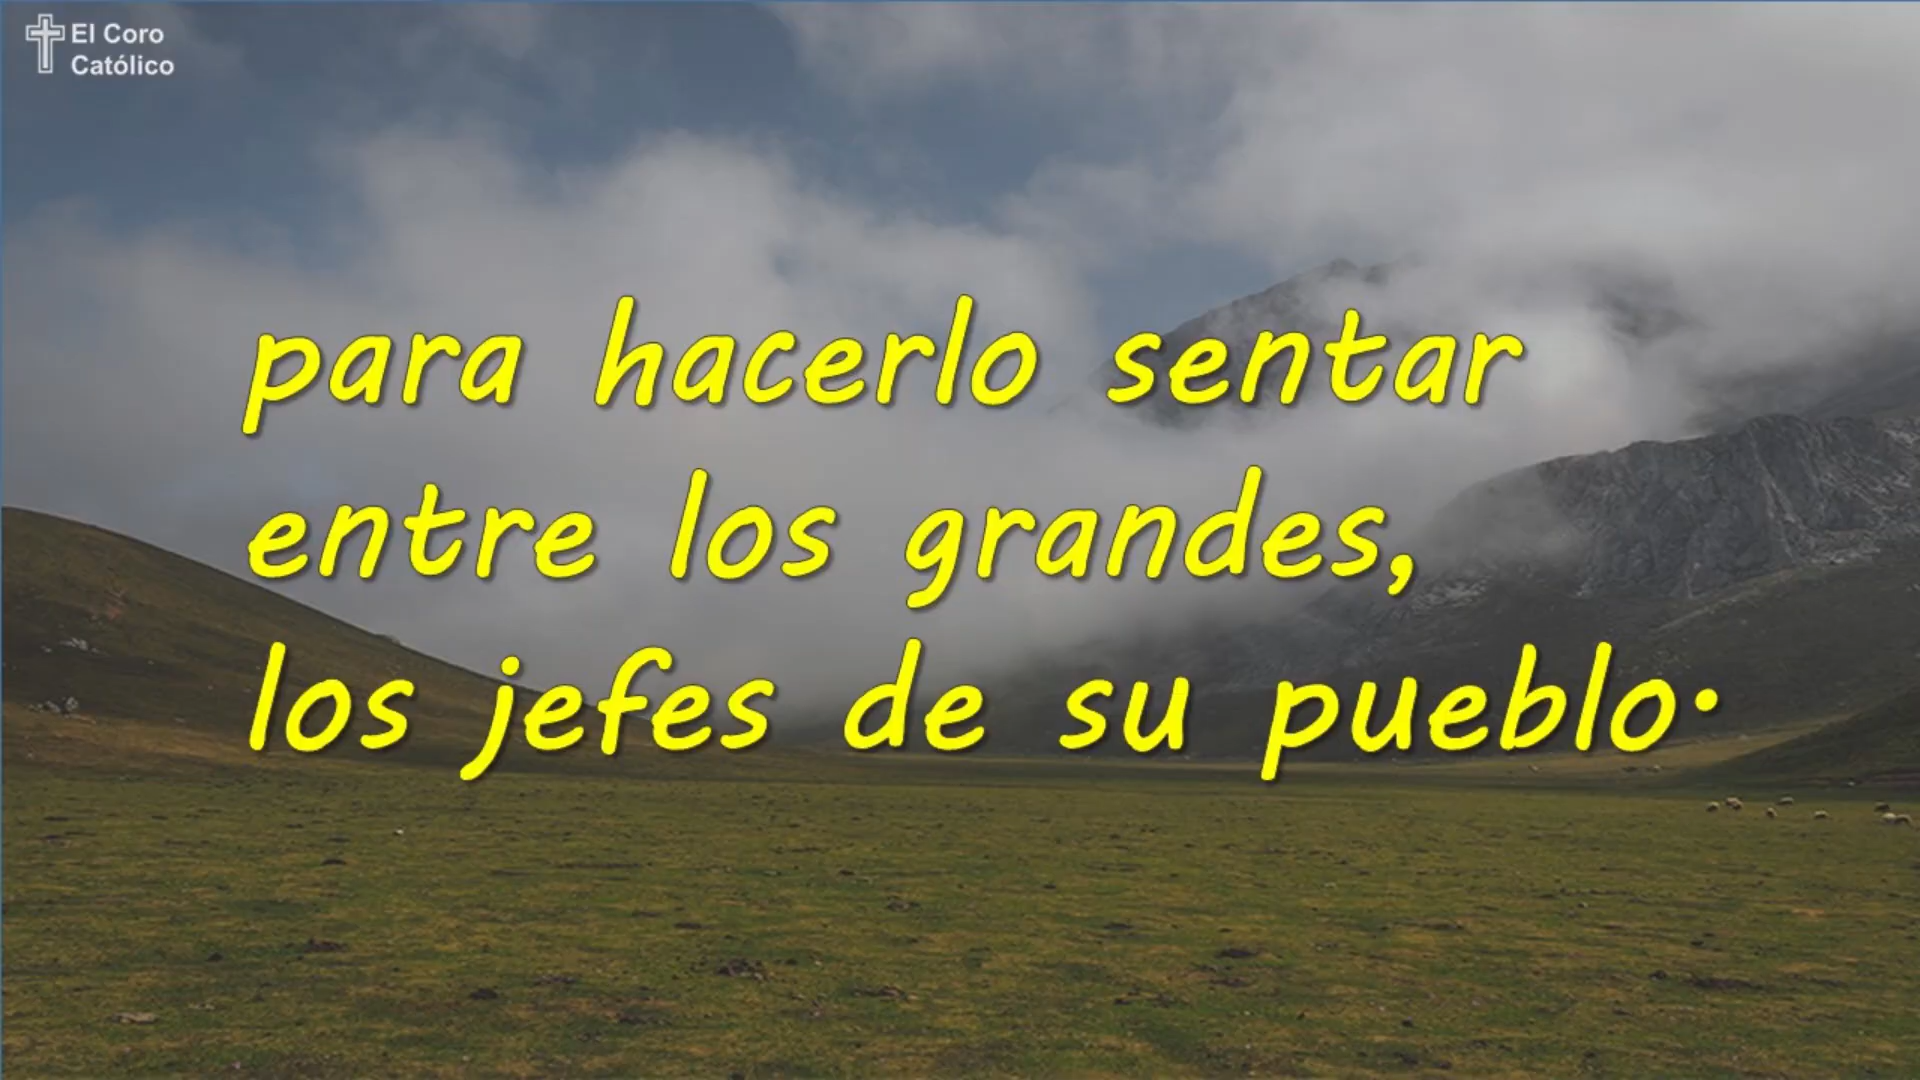 El Coro
Católico
para hacerlo sentar
entre los grandes,
los jefes de su pueblo·